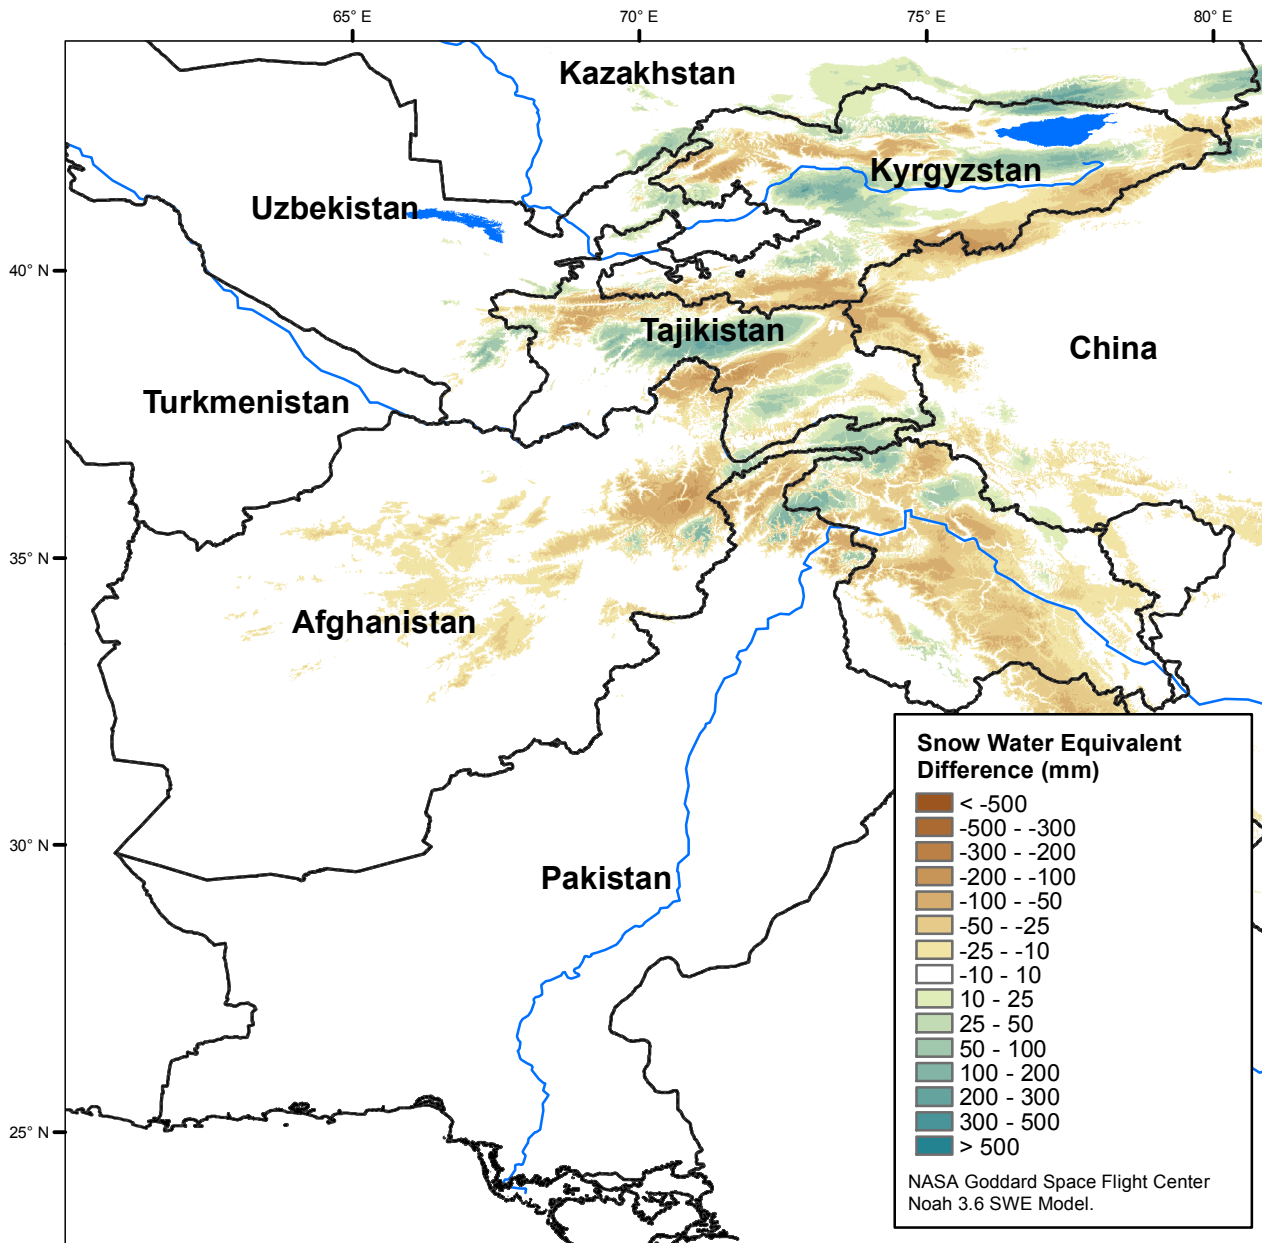 65° E
70° E
75° E
80° E
Kazakhstan
Kyrgyzstan
Uzbekistan
40° N
Tajikistan
China
Turkmenistan
35° N
Afghanistan
30° N
Pakistan
25° N
Snow Water Equivalent
Difference (mm)
< -500
-500 - -300
-300 - -200
-200 - -100
-100 - -50
-50 - -25
-25 - -10
-10 - 10
10 - 25
25 - 50
50 - 100
100 - 200
200 - 300
300 - 500
> 500
NASA Goddard Space Flight Center
Noah 3.6 SWE Model.